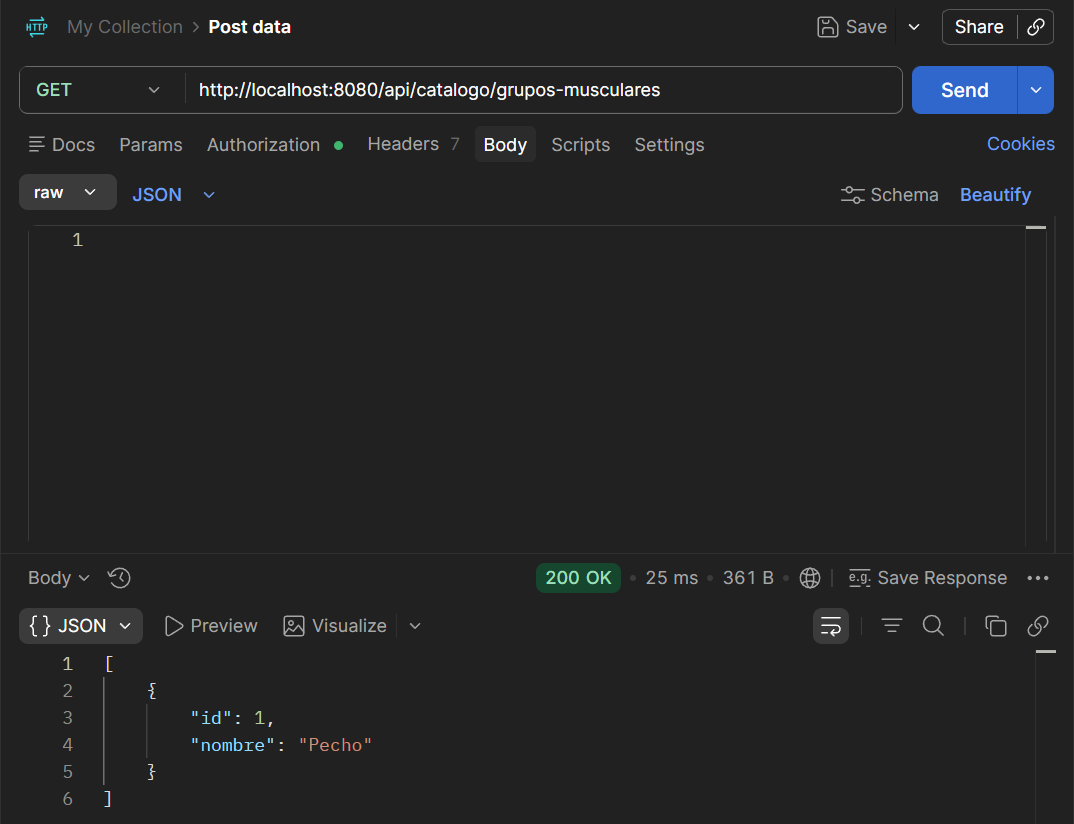 HTTP My Collection > Post data Save Share
GET http://localhost:8080/api/catalogo/grupos-musculares Send
Docs Params Authorization Headers 7 Body Scripts Settings Cookies
raw JSON Schema Beautify
1
Body 200 OK • 25 ms • 361 B • e.g. Save Response
{} JSON Preview Visualize
1 [
2 {
3 "id": 1,
4 "nombre": "Pecho"
5 }
6 ]